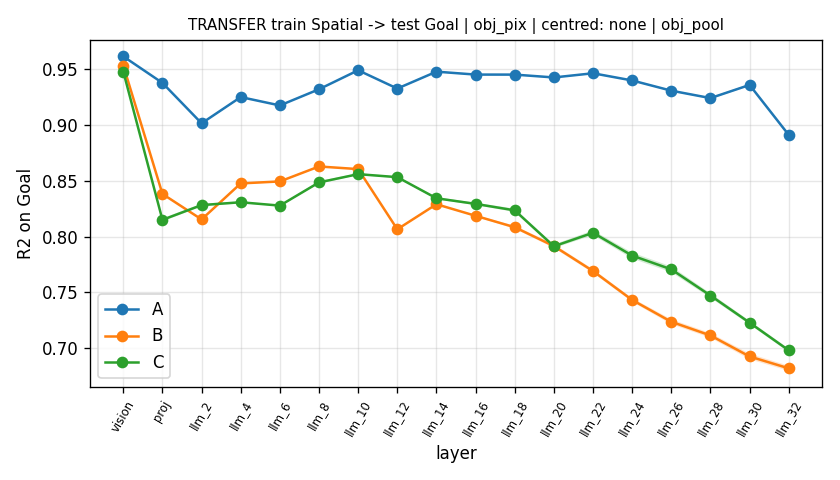 TRANSFER train Spatial -> test Goal | obj_pix | centred: none | obj_pool
R2 on Goal
0.95
0.90
0.85
0.80
0.75
0.70
A
B
C
vision
proj
llm_2
llm_4
llm_6
llm_8
llm_10
llm_12
llm_14
llm_16
llm_18
llm_20
llm_22
llm_24
llm_26
llm_28
llm_30
llm_32
layer